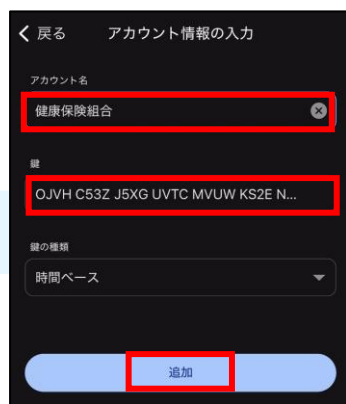 戻る アカウント情報の入力
アカウント名
健康保険組合
鍵
OJVH C53Z J5XG UVTC MVUW KS2E N...
鍵の種類
時間ベース
追加